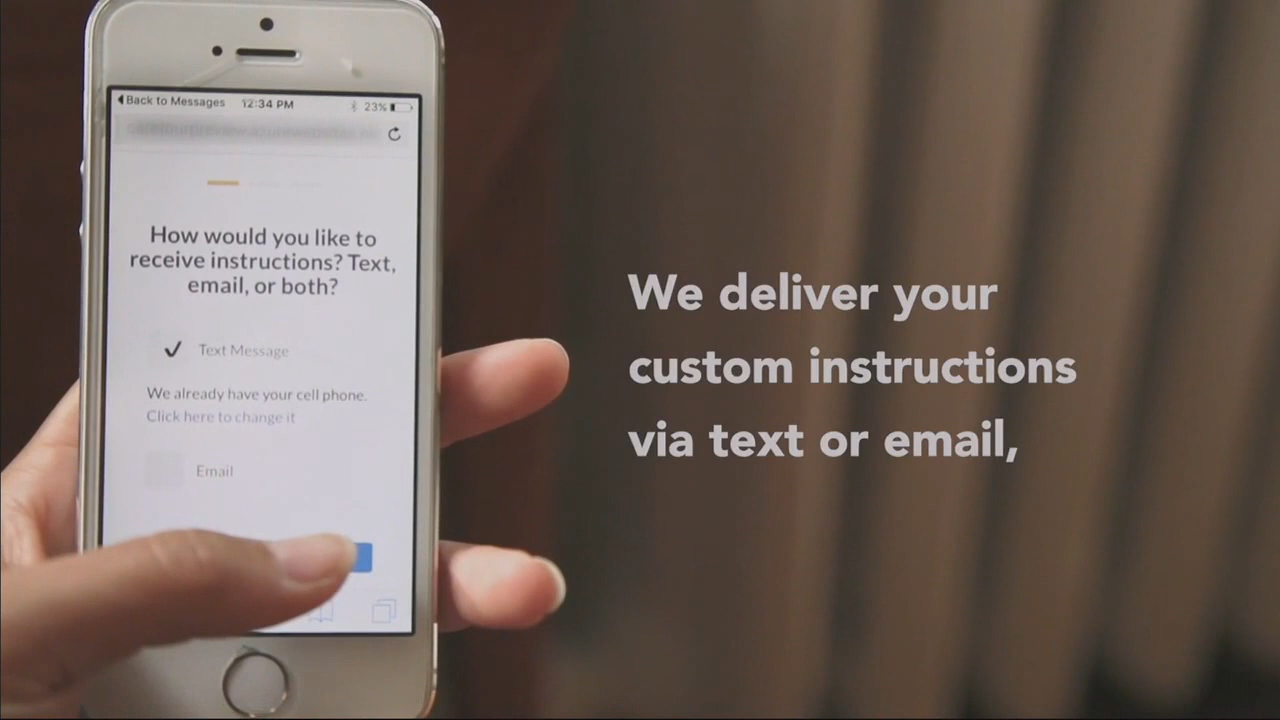 Back to Messages 12:34 PM 23%
How would you like to
receive instructions? Text,
email, or both?
Text Message
We already have your cell phone.
Click here to change it
Email
We deliver your
custom instructions
via text or email,